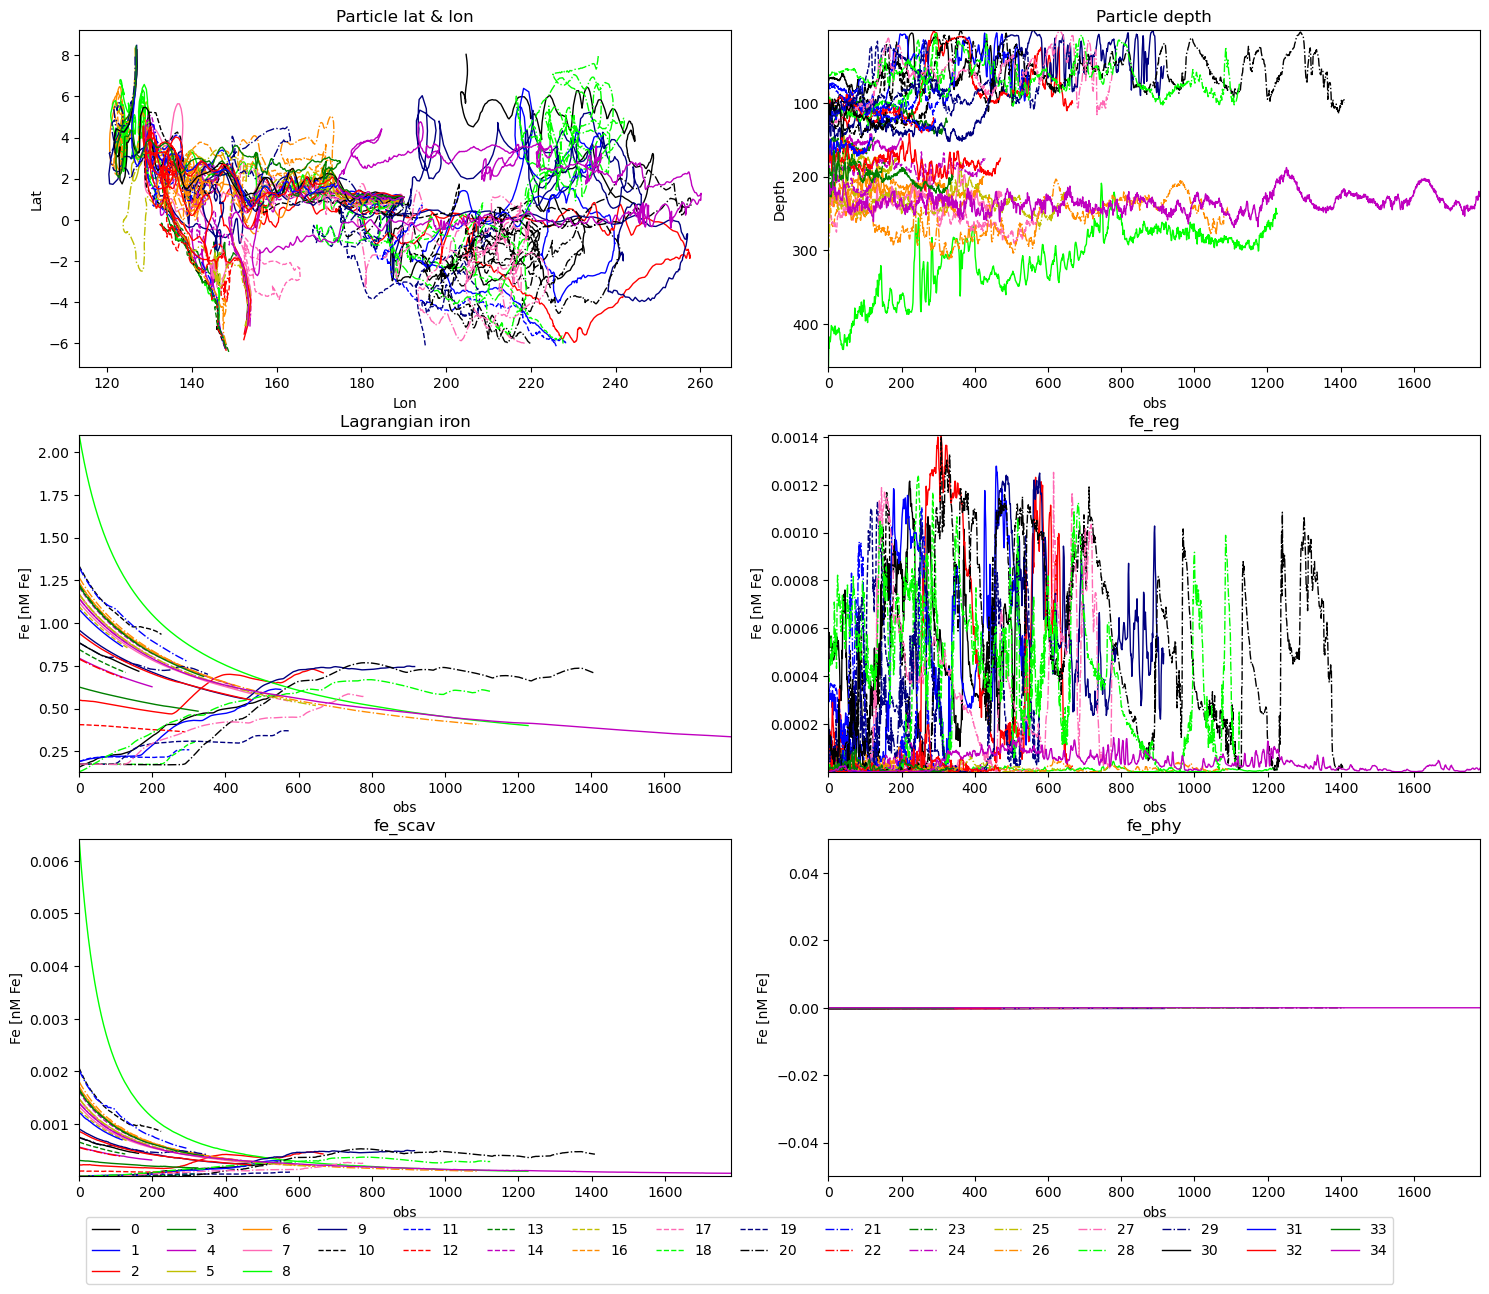 Particle lat & lon
Particle depth
8
6
4
2
0
−2
−4
−6
Lat
120 140 160 180 200 220 240 260
Lon
100
200
300
400
Depth
0 200 400 600 800 1000 1200 1400 1600
obs
Lagrangian iron
fe_reg
2.00
1.75
1.50
1.25
1.00
0.75
0.50
0.25
Fe [nM Fe]
0 200 400 600 800 1000 1200 1400 1600
obs
0.0014
0.0012
0.0010
0.0008
0.0006
0.0004
0.0002
Fe [nM Fe]
0 200 400 600 800 1000 1200 1400 1600
obs
fe_scav
fe_phy
0.006
0.005
0.004
0.003
0.002
0.001
Fe [nM Fe]
0 200 400 600 800 1000 1200 1400 1600
obs
0.04
0.02
0.00
−0.02
−0.04
Fe [nM Fe]
0 200 400 600 800 1000 1200 1400 1600
obs
0 3 6 9 11 13 15 17 19 21 23 25 27 29 31 33
1 4 7 10 12 14 16 18 20 22 24 26 28 30 32 34
2 5 8